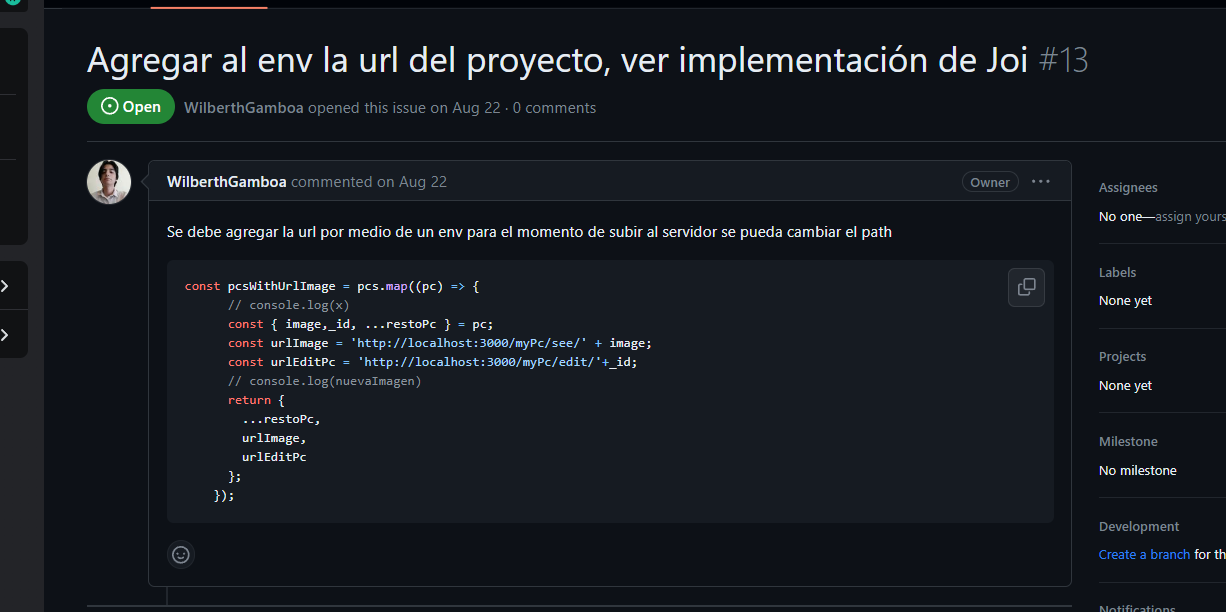 Agregar al env la url del proyecto, ver implementación de Joi #13
Open WilberthGamboa opened this issue on Aug 22 · 0 comments
WilberthGamboa commented on Aug 22 Owner
Se debe agregar la url por medio de un env para el momento de subir al servidor se pueda cambiar el path
const pcsWithUrlImage = pcs.map((pc) => {
// console.log(x)
const { image,_id, ...restoPc } = pc;
const urlImage = 'http://localhost:3000/myPc/see/' + image;
const urlEditPc = 'http://localhost:3000/myPc/edit/'+_id;
// console.log(nuevaImagen)
return {
...restoPc,
urlImage,
urlEditPc
};
});
Assignees
No one—assign yours
Labels
None yet
Projects
None yet
Milestone
No milestone
Development
Create a branch for th
Notifications